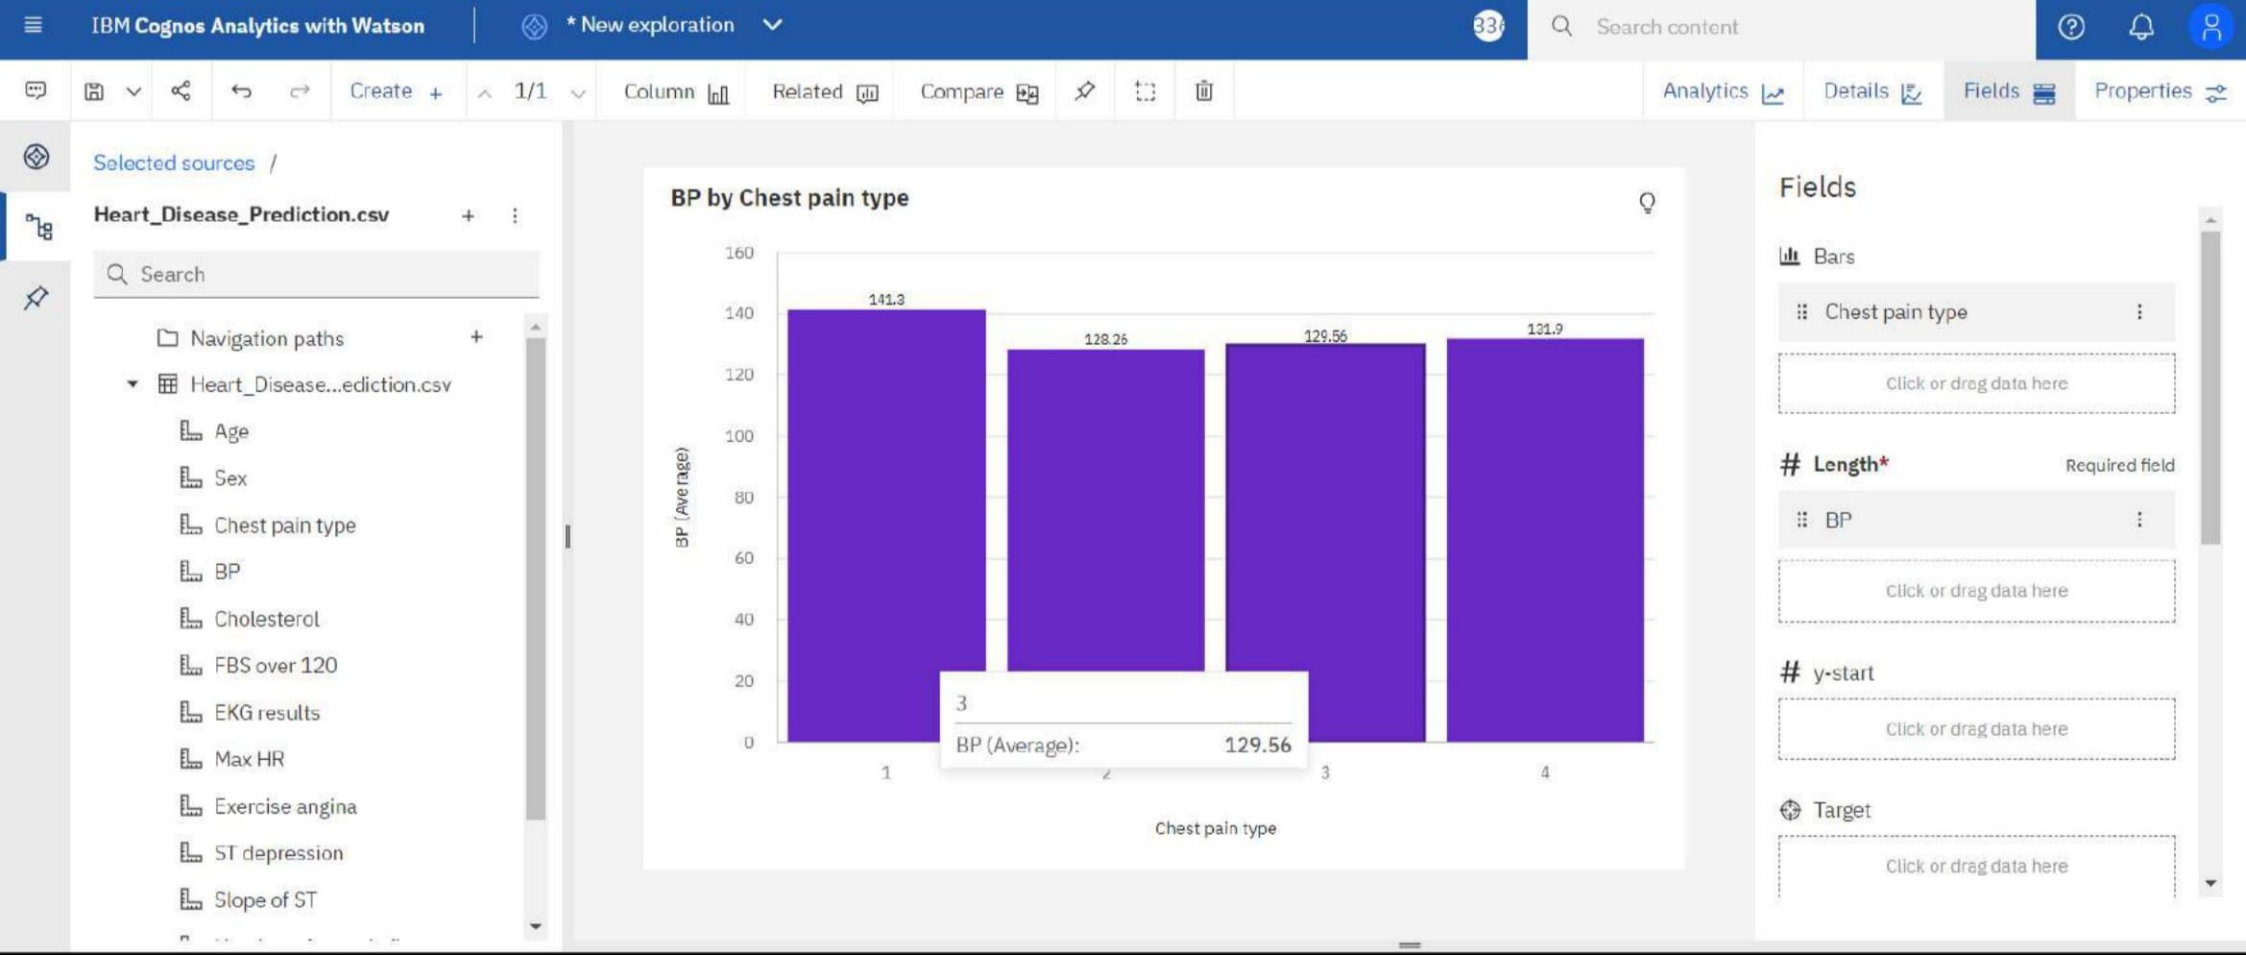 IBM Cognos Analytics with Watson
* New exploration
Search content
Create +
1/1
Column
Related
Compare
Analytics
Details
Fields
Properties
Selected sources /
Heart_Disease_Prediction.csv
Search
Navigation paths
Heart_Disease...ediction.csv
Age
Sex
Chest pain type
BP
Cholesterol
FBS over 120
EKG results
Max HR
Exercise angina
ST depression
Slope of ST
BP by Chest pain type
160
140
120
100
80
60
40
20
0
BP (Average)
141.3
128.26
129.56
131.9
3
BP (Average): 129.56
1
3
4
Chest pain type
Fields
Bars
Chest pain type
Click or drag data here
# Length* Required field
BP
Click or drag data here
# y-start
Click or drag data here
Target
Click or drag data here